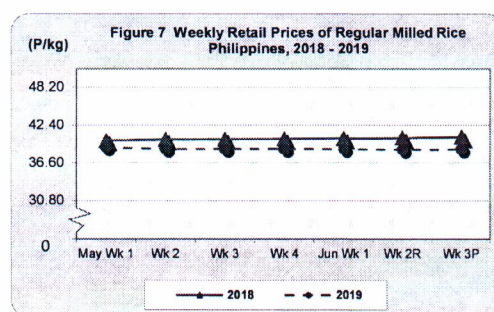 Figure 7 Weekly Retail Prices of Regular Milled Rice
Philippines, 2018 - 2019
(P/kg)
48.20
42.40
36.60
30.80
0
May Wk 1 Wk 2 Wk 3 Wk 4 Jun Wk 1 Wk 2R Wk 3P
2018 2019